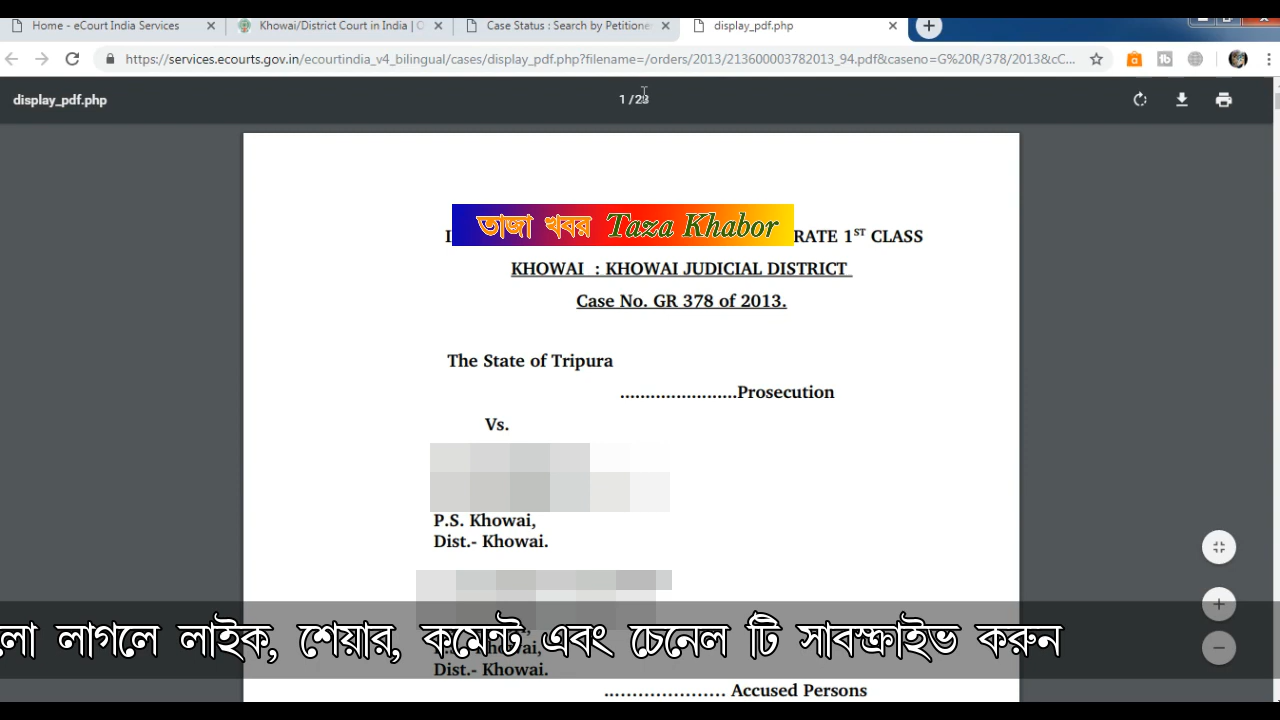 Home - eCourt India Services
Khowai/District Court in India | O
Case Status : Search by Petitione
display_pdf.php
https://services.ecourts.gov.in/ecourtindia_v4_bilingual/cases/display_pdf.php?filename=/orders/2013/213600003782013_94.pdf&caseno=G%20R/378/2013&cC...
display_pdf.php
1 / 23
তাজা খবর Taza Khabor
RATE 1ST CLASS
KHOWAI : KHOWAI JUDICIAL DISTRICT
Case No. GR 378 of 2013.
The State of Tripura
......................Prosecution
Vs.
P.S. Khowai,
Dist.- Khowai.
লো লাগলে লাইক, শেয়ার, কমেন্ট এবং চেনেল টি সাবস্ক্রাইভ করুন
Dist.- Khowai.
...................... Accused Persons